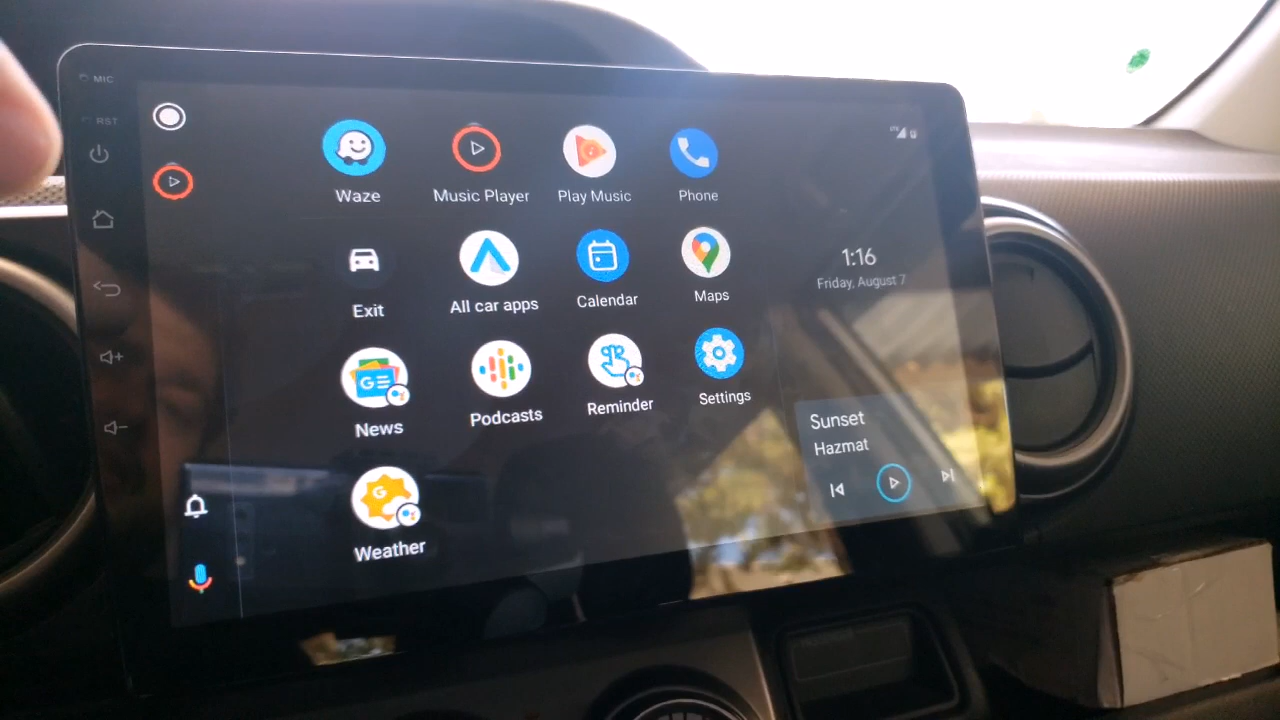 MIC
RST
Waze
Music Player
Play Music
Phone
Exit
All car apps
Calendar
Maps
1:16
Friday, August 7
News
Podcasts
Reminder
Settings
Sunset
Hazmat
Weather